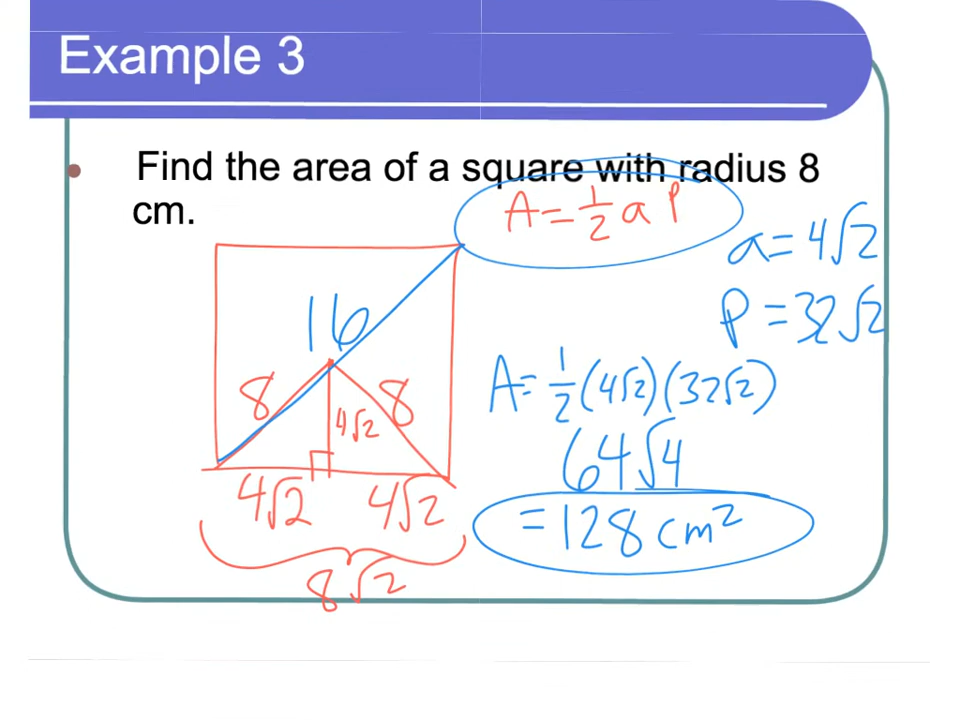 Example 3
Find the area of a square with radius 8
cm.
A = 1/2 a P
a = 4√2
P = 32√2
16
8
8
4√2
A = 1/2 (4√2)(32√2)
64√4
4√2 4√2
= 128 cm²
8√2